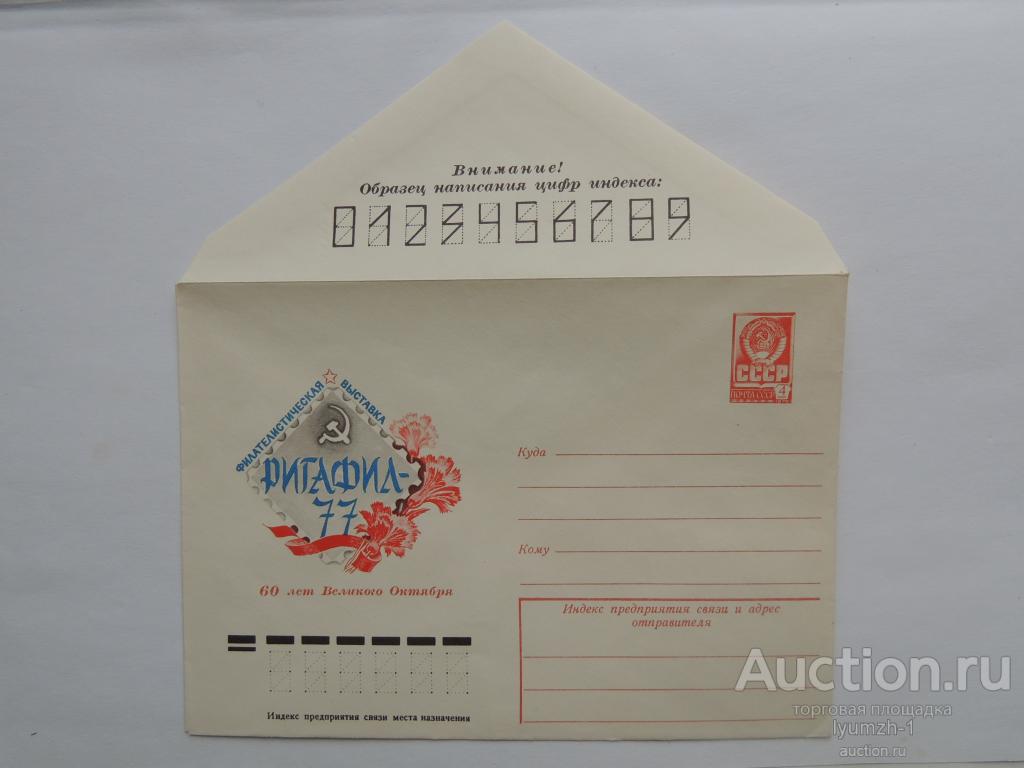 Внимание!
Образец написания цифр индекса:
0123456789
СССР
ПОЧТА СССР 4
ФИЛАТЕЛИСТИЧЕСКАЯ ВЫСТАВКА
РИГАФИЛ-
77
60 лет Великого Октября
Куда
Кому
Индекс предприятия связи и адрес
отправителя
Индекс предприятия связи места назначения
Auction.ru
торговая площадка
lyumzh-1
auction.ru